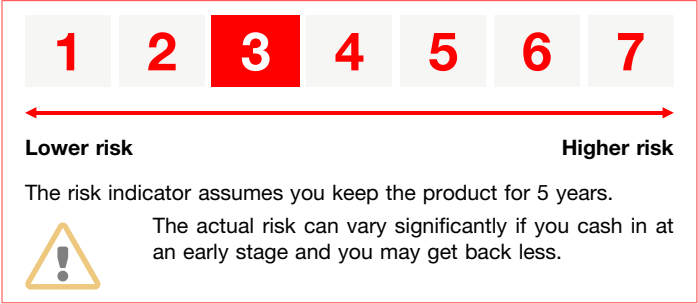 1 2 3 4 5 6 7
Lower risk Higher risk
The risk indicator assumes you keep the product for 5 years.
The actual risk can vary significantly if you cash in at
an early stage and you may get back less.